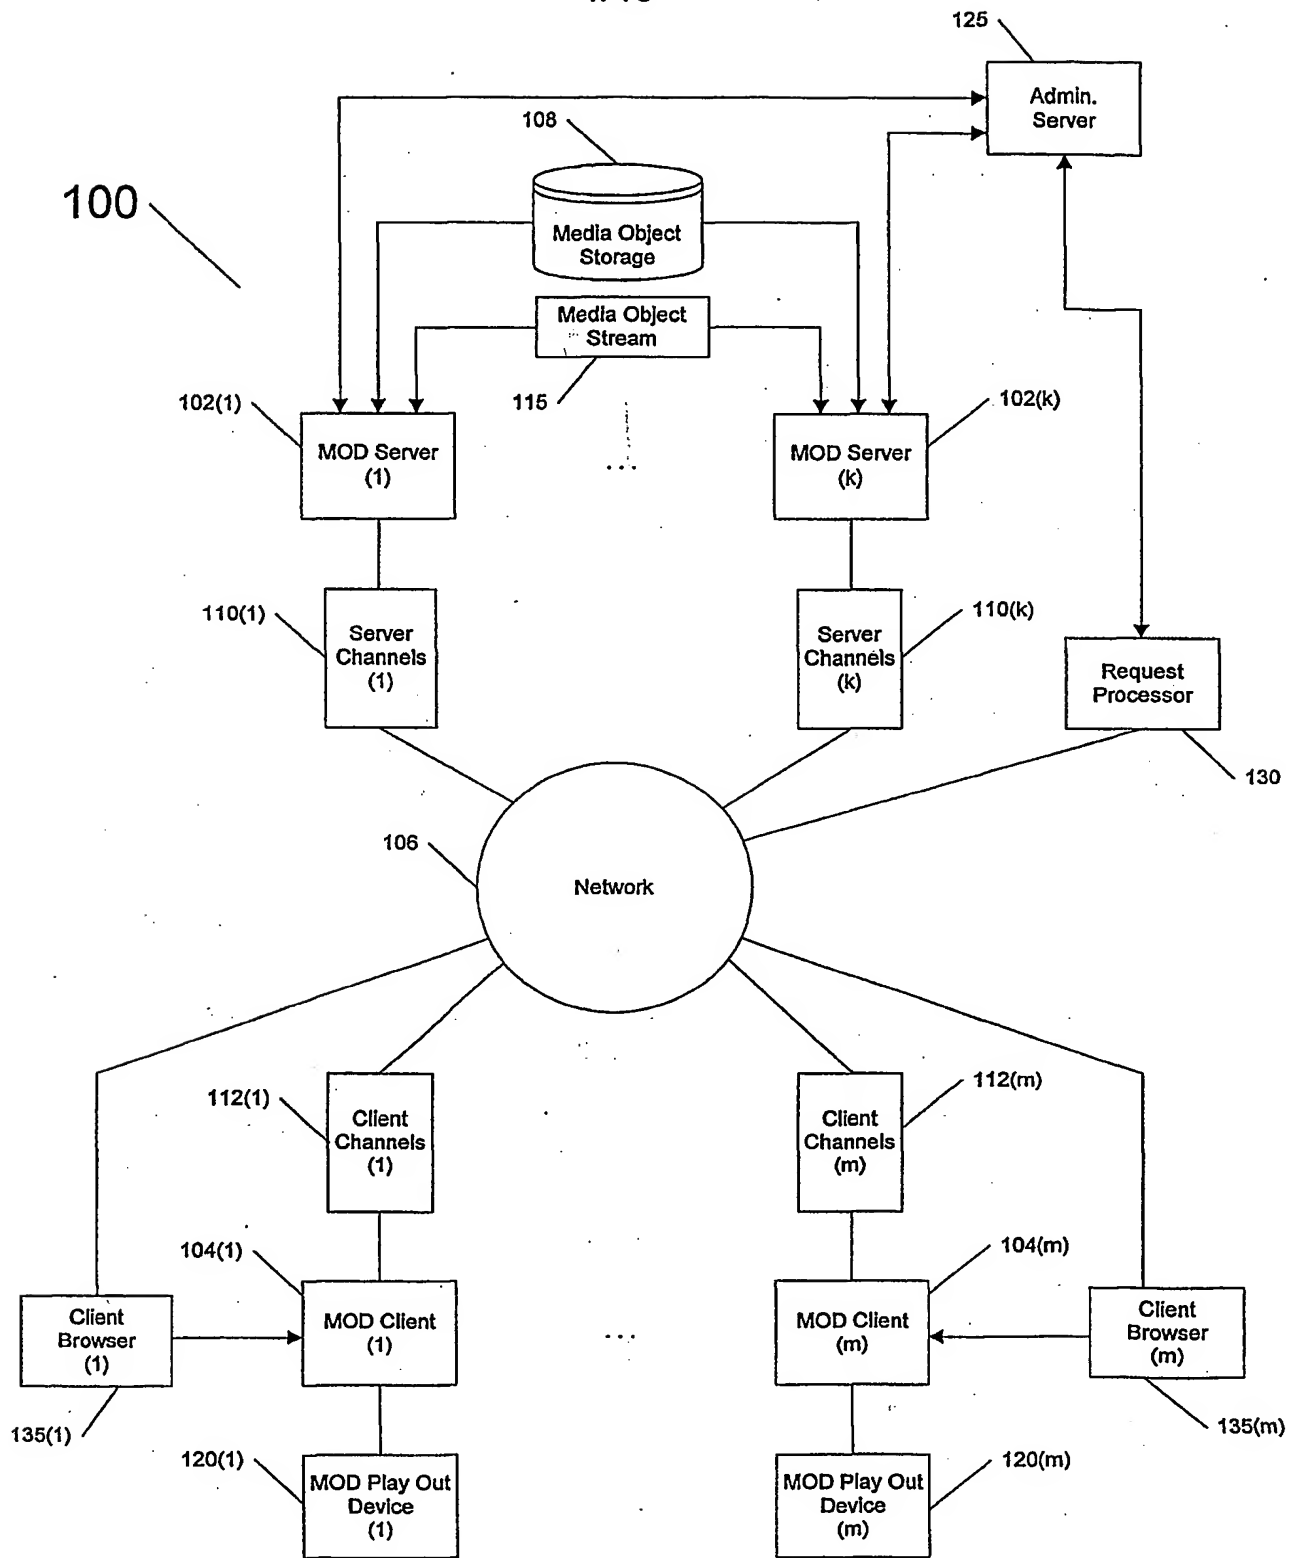 125
Admin.
Server
108
100
Media Object
Storage
Media Object
Stream
102(1)
115
102(k)
MOD Server
(1)
...
MOD Server
(k)
110(1)
Server
Channels
(1)
Server
Channels
(k)
110(k)
Request
Processor
130
106
Network
112(1)
Client
Channels
(1)
Client
Channels
(m)
112(m)
104(1)
104(m)
Client
Browser
(1)
MOD Client
(1)
...
MOD Client
(m)
Client
Browser
(m)
135(1)
135(m)
120(1)
MOD Play Out
Device
(1)
MOD Play Out
Device
(m)
120(m)